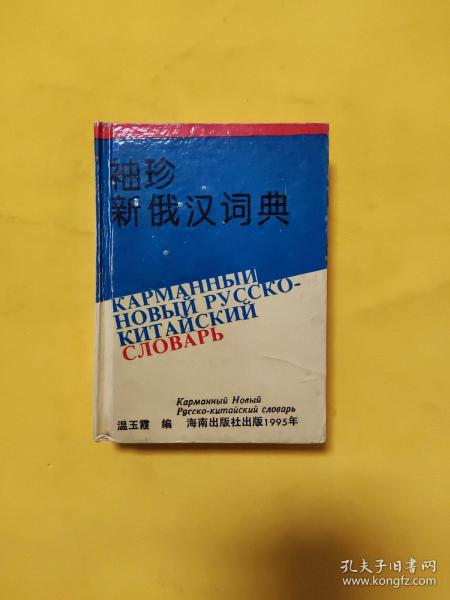 袖珍
新俄汉词典
КАРМАННЫЙ
НОВЫЙ РУССКО-
КИТАЙСКИЙ
СЛОВАРЬ
Карманный Новый
Русско-китайский словарь
温玉霞 编 海南出版社出版1995年
孔夫子旧书网
www.kongfz.com